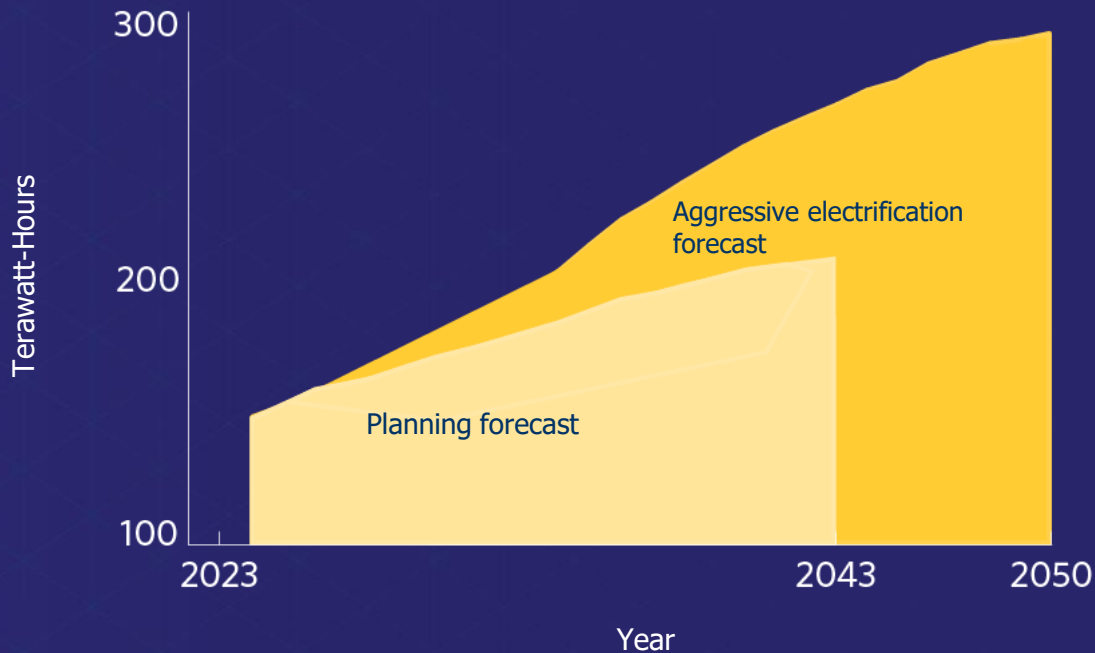 300
Terawatt-Hours
Aggressive electrification
forecast
200
Planning forecast
100
2023
2043
2050
Year